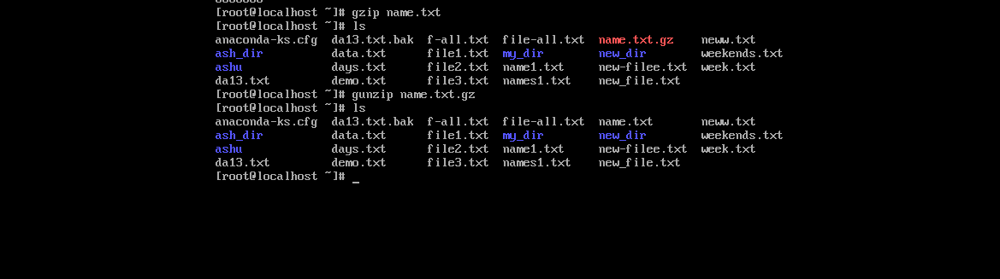 [root@localhost ~]# gzip name.txt
[root@localhost ~]# ls
anaconda-ks.cfg  da13.txt.bak  f-all.txt  file-all.txt  name.txt.gz    neww.txt
ash_dir          data.txt      file1.txt  my_dir        new_dir        weekends.txt
ashu             days.txt      file2.txt  name1.txt     new-filee.txt  week.txt
da13.txt         demo.txt      file3.txt  names1.txt    new_file.txt
[root@localhost ~]# gunzip name.txt.gz
[root@localhost ~]# ls
anaconda-ks.cfg  da13.txt.bak  f-all.txt  file-all.txt  name.txt       neww.txt
ash_dir          data.txt      file1.txt  my_dir        new_dir        weekends.txt
ashu             days.txt      file2.txt  name1.txt     new-filee.txt  week.txt
da13.txt         demo.txt      file3.txt  names1.txt    new_file.txt
[root@localhost ~]# _